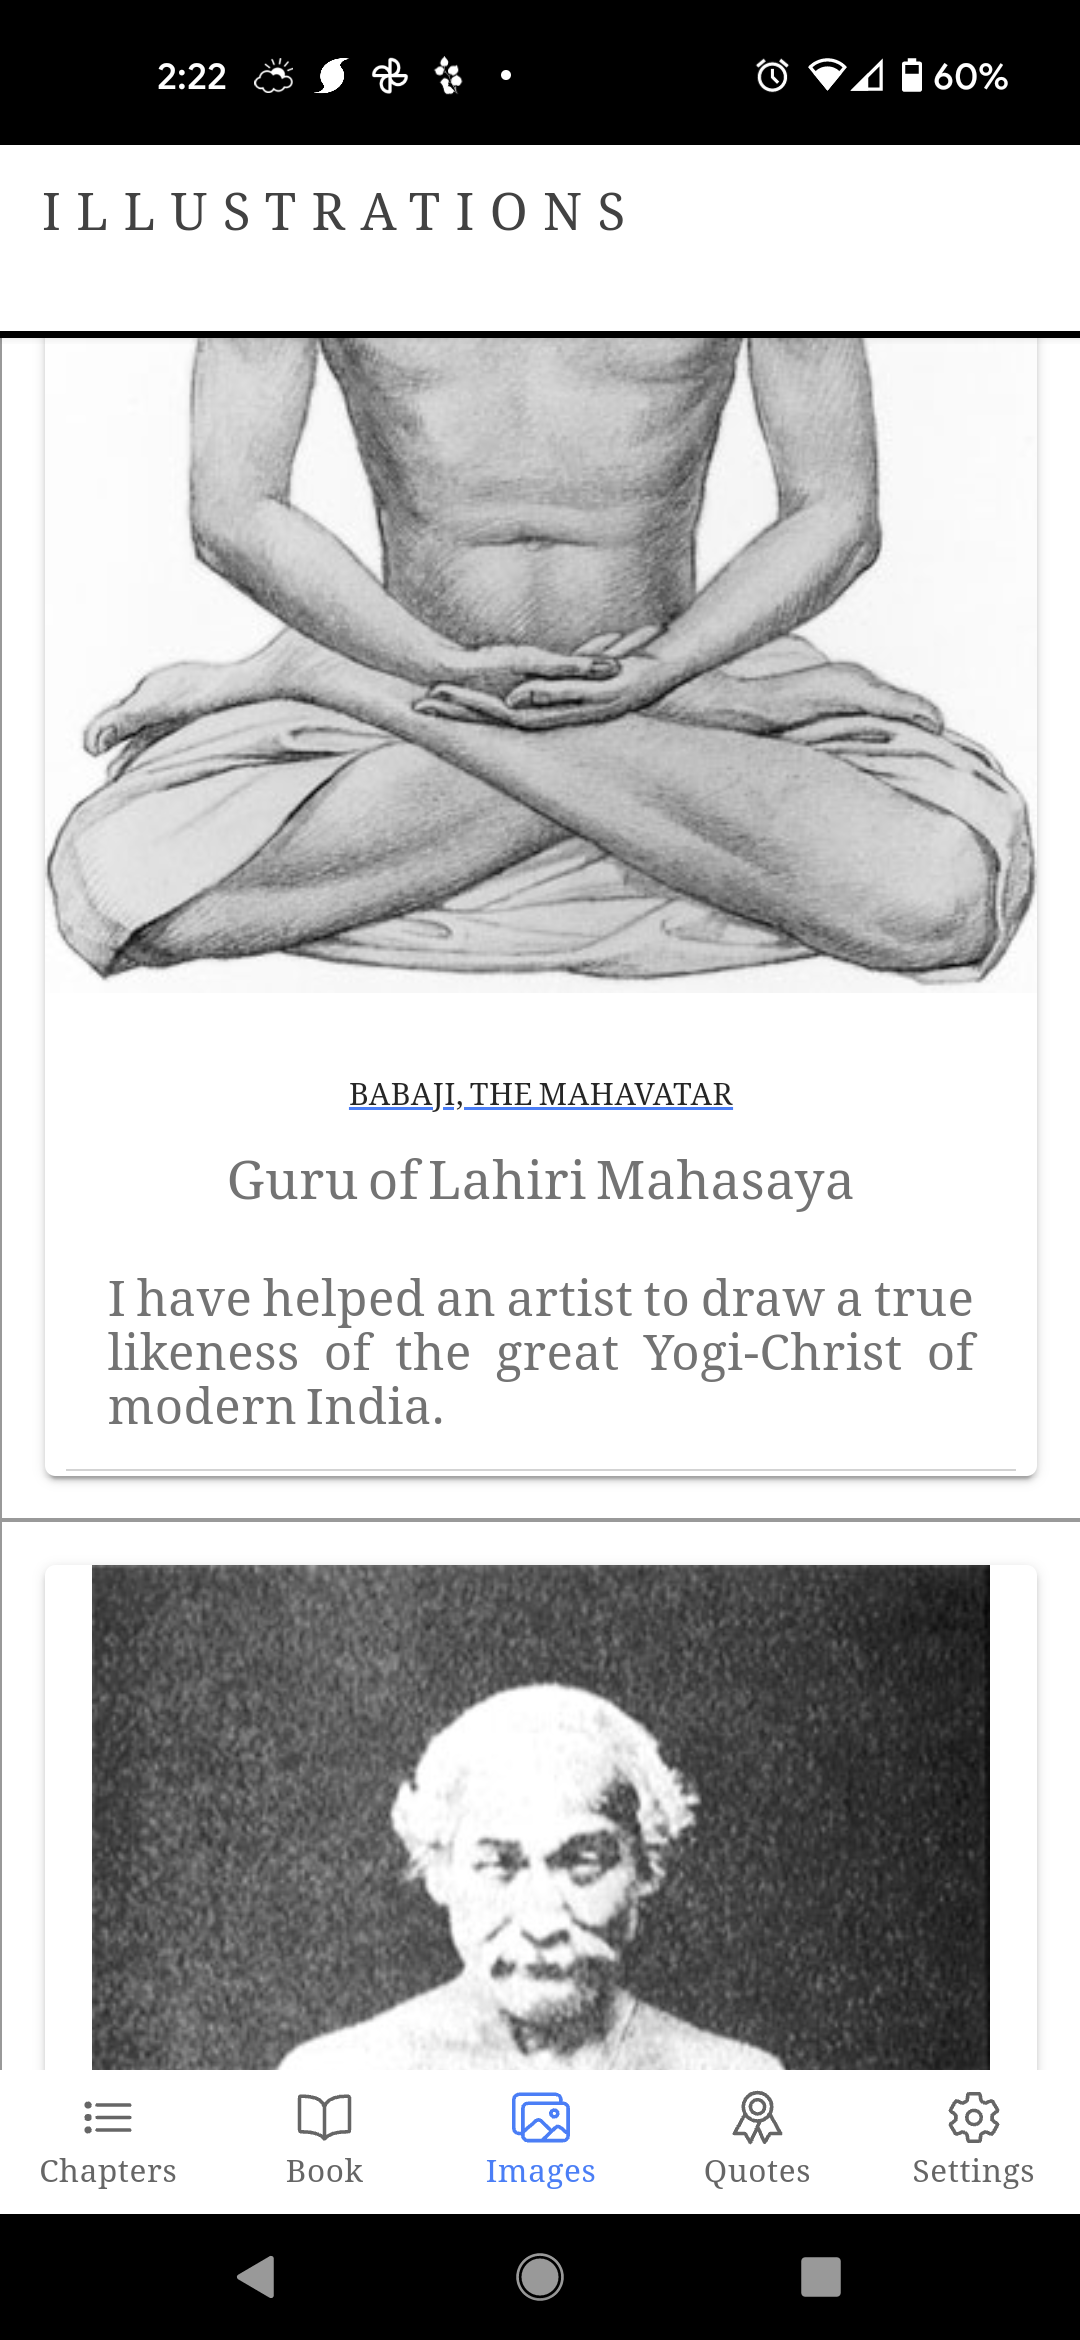 2:22
60%
ILLUSTRATIONS
BABAJI, THE MAHAVATAR
Guru of Lahiri Mahasaya
I have helped an artist to draw a true
likeness of the great Yogi-Christ of
modern India.
Chapters
Book
Images
Quotes
Settings